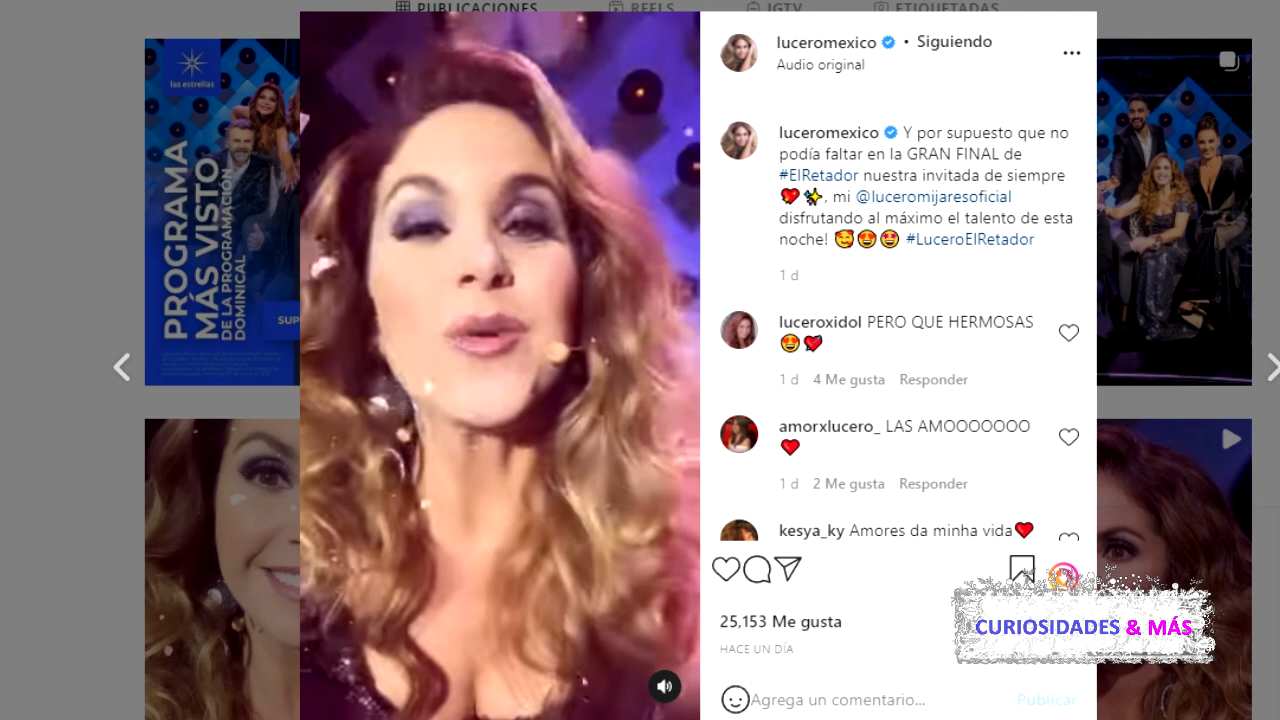 PUBLICACIONES REELS IGTV ETIQUETADAS
las estrellas
PROGRAMA
MÁS VISTO
DE LA PROGRAMACIÓN
DOMINICAL
SUP
luceromexico • Siguiendo
Audio original
luceromexico Y por supuesto que no
podía faltar en la GRAN FINAL de
#ElRetador nuestra invitada de siempre
, mi @luceromijaresoficial
disfrutando al máximo el talento de esta
noche! #LuceroElRetador
1 d
luceroxidol PERO QUE HERMOSAS
1 d 4 Me gusta Responder
amorxlucero_ LAS AMOOOOOOO
1 d 2 Me gusta Responder
kesya_ky Amores da minha vida
25,153 Me gusta
HACE UN DÍA
CURIOSIDADES & MÁS
Agrega un comentario... Publicar